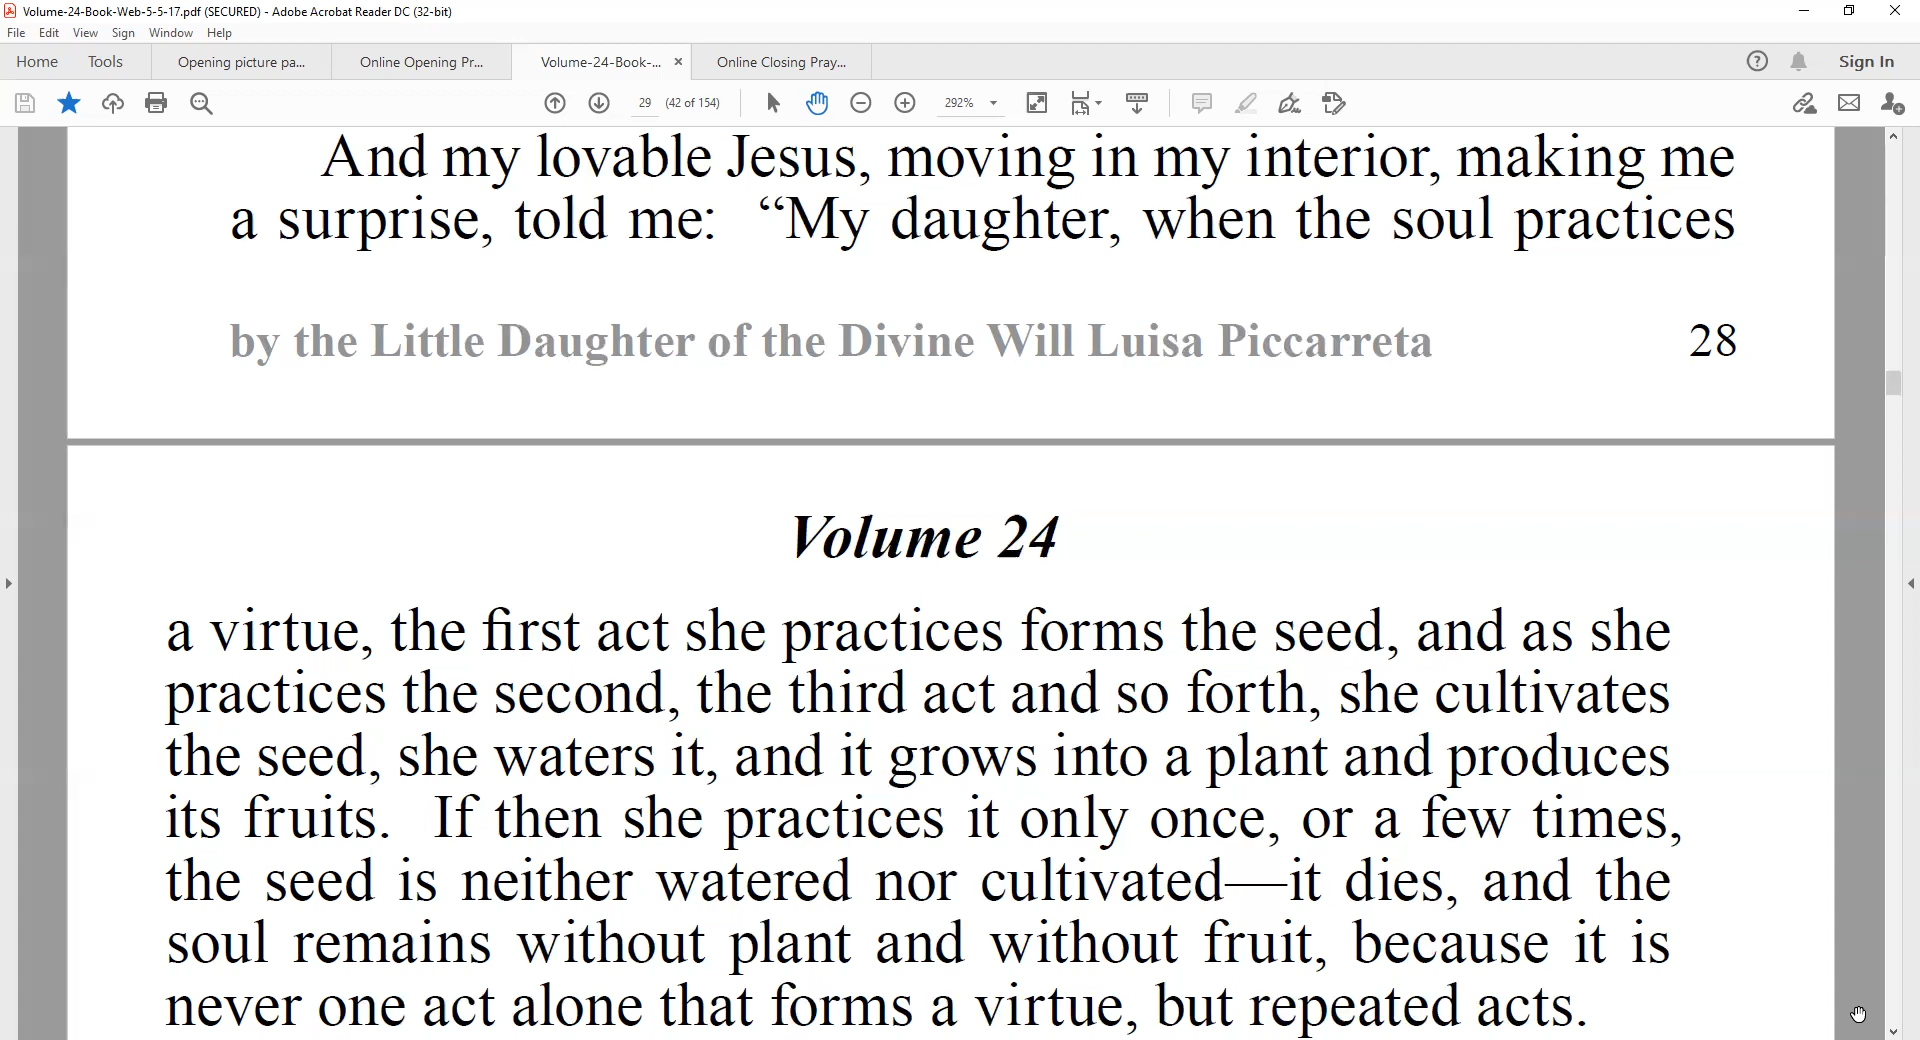 Volume-24-Book-Web-5-5-17.pdf (SECURED) - Adobe Acrobat Reader DC (32-bit)
File Edit View Sign Window Help
Home Tools Opening picture pa... Online Opening Pr... Volume-24-Book-... × Online Closing Pray... Sign In
29 (42 of 154) 292%
And my lovable Jesus, moving in my interior, making me
a surprise, told me: “My daughter, when the soul practices
by the Little Daughter of the Divine Will Luisa Piccarreta 28
Volume 24
a virtue, the first act she practices forms the seed, and as she
practices the second, the third act and so forth, she cultivates
the seed, she waters it, and it grows into a plant and produces
its fruits. If then she practices it only once, or a few times,
the seed is neither watered nor cultivated—it dies, and the
soul remains without plant and without fruit, because it is
never one act alone that forms a virtue, but repeated acts.